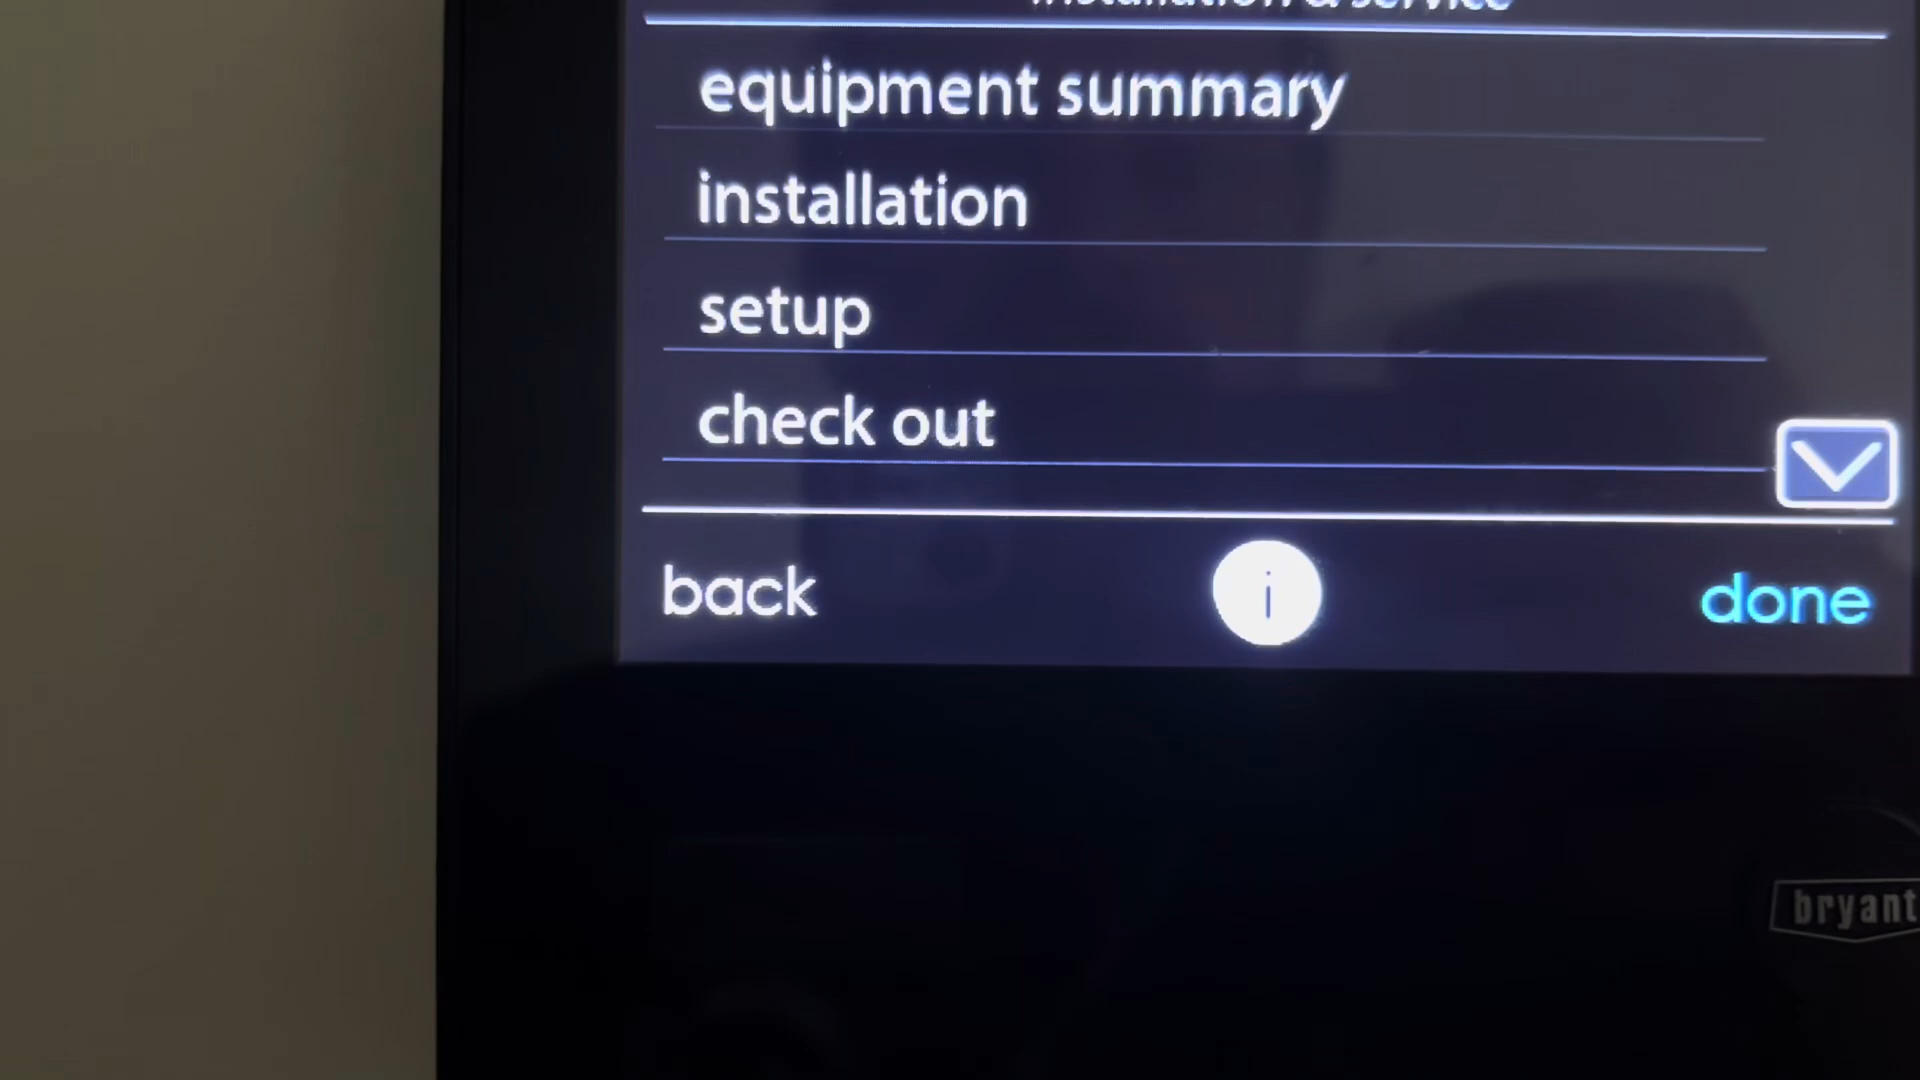 installation & service
equipment summary
installation
setup
check out
back
i
done
bryant